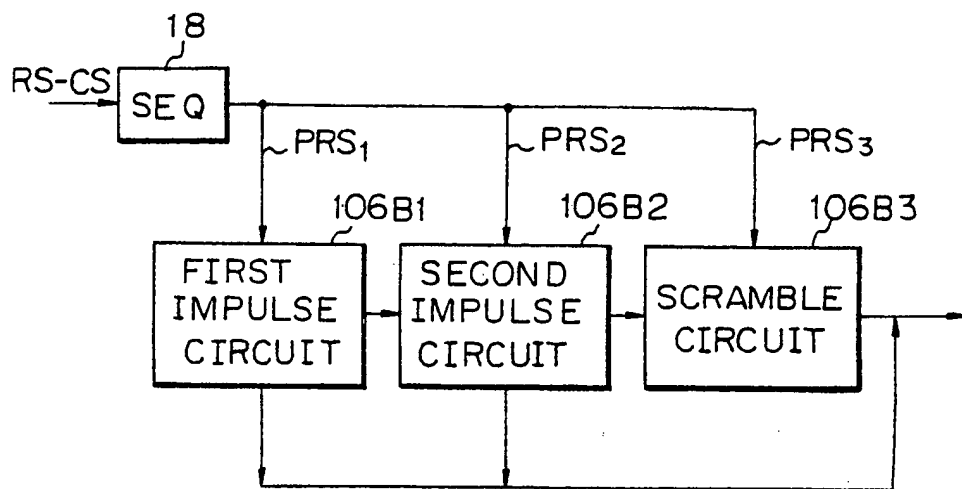 18
RS-CS
SEQ
PRS₁
PRS₂
PRS₃
106B1
106B2
106B3
FIRST
IMPULSE
CIRCUIT
SECOND
IMPULSE
CIRCUIT
SCRAMBLE
CIRCUIT